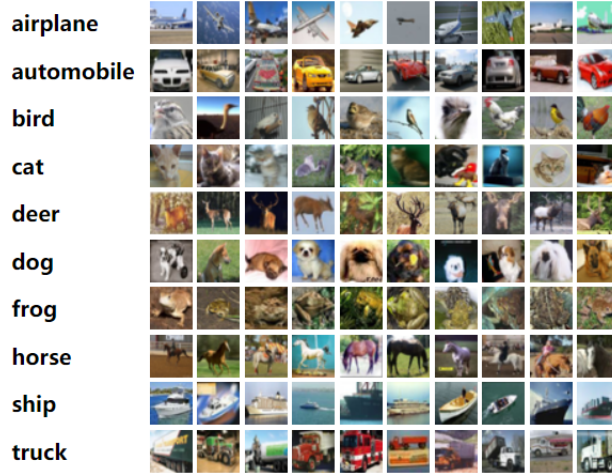 airplane
automobile
bird
cat
deer
dog
frog
horse
ship
truck